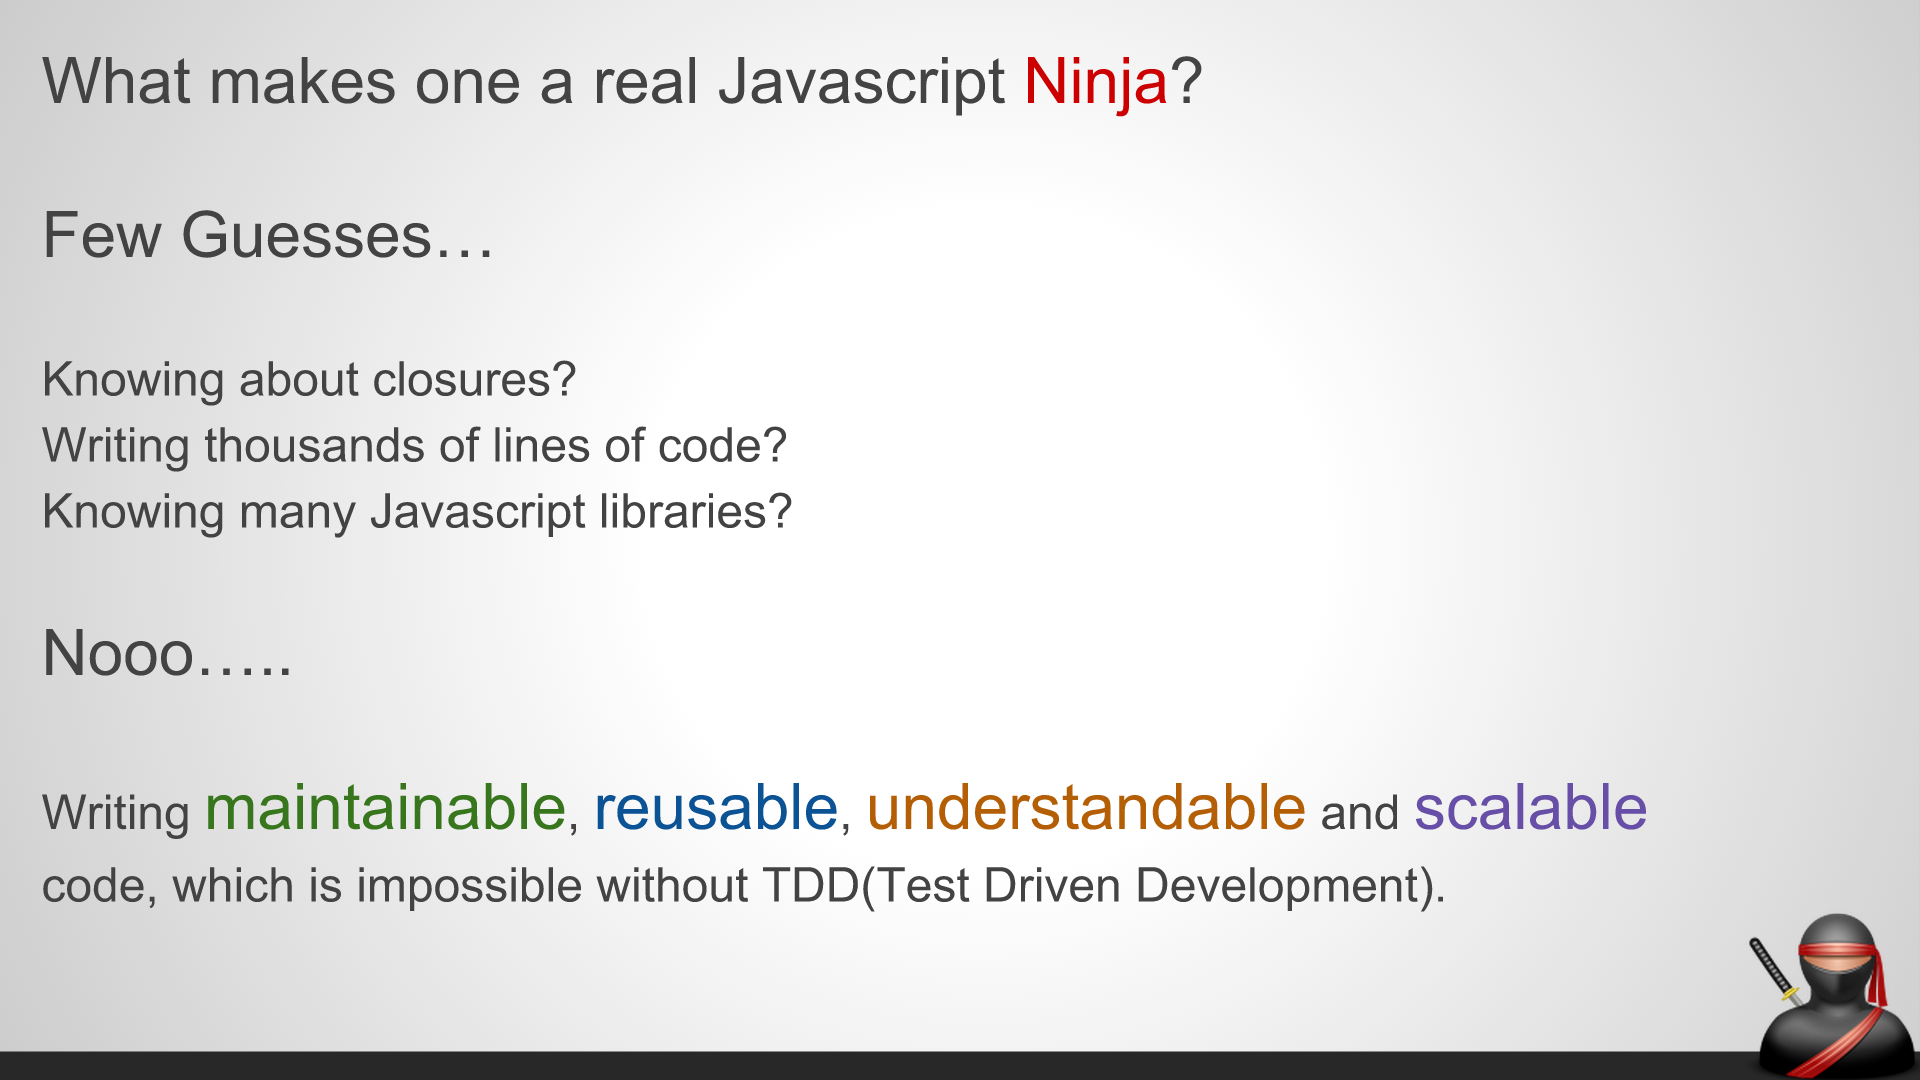 What makes one a real Javascript Ninja?
Few Guesses…
Knowing about closures?
Writing thousands of lines of code?
Knowing many Javascript libraries?
Nooo…..
Writing maintainable, reusable, understandable and scalable
code, which is impossible without TDD(Test Driven Development).